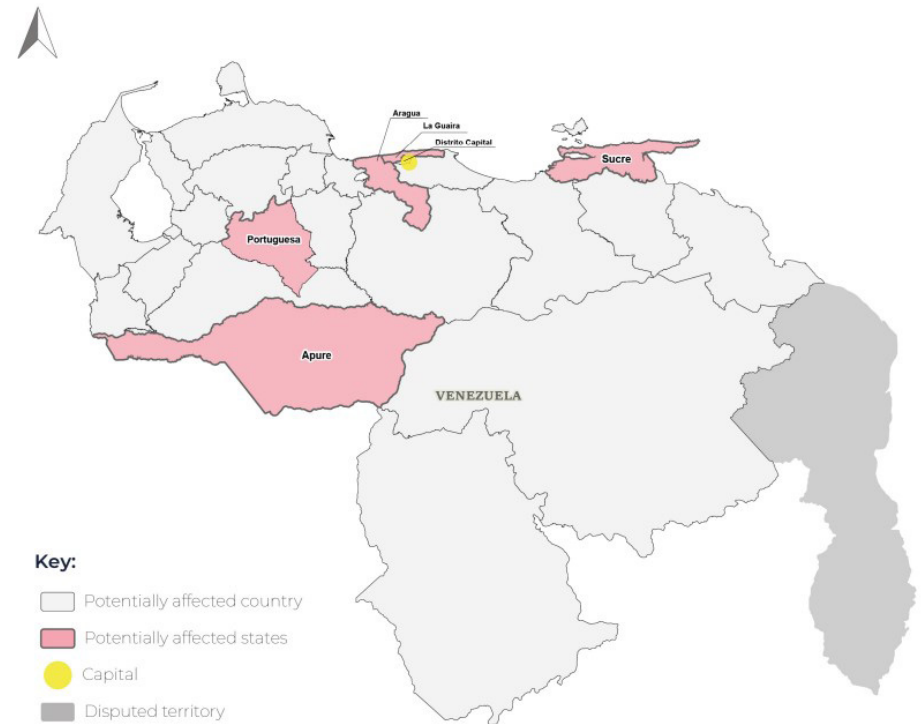 Aragua
La Guaira
Distrito Capital
Sucre
Portuguesa
Apure
VENEZUELA
Key:
Potentially affected country
Potentially affected states
Capital
Disputed territory